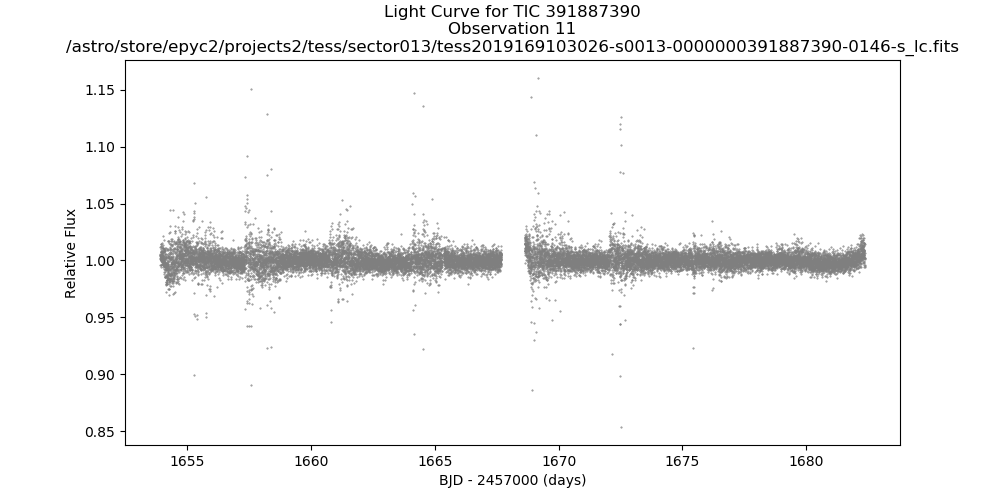 Light Curve for TIC 391887390
Observation 11
/astro/store/epyc2/projects2/tess/sector013/tess2019169103026-s0013-0000000391887390-0146-s_lc.fits
1.15
1.10
1.05
1.00
0.95
0.90
0.85
Relative Flux
1655 1660 1665 1670 1675 1680
BJD - 2457000 (days)